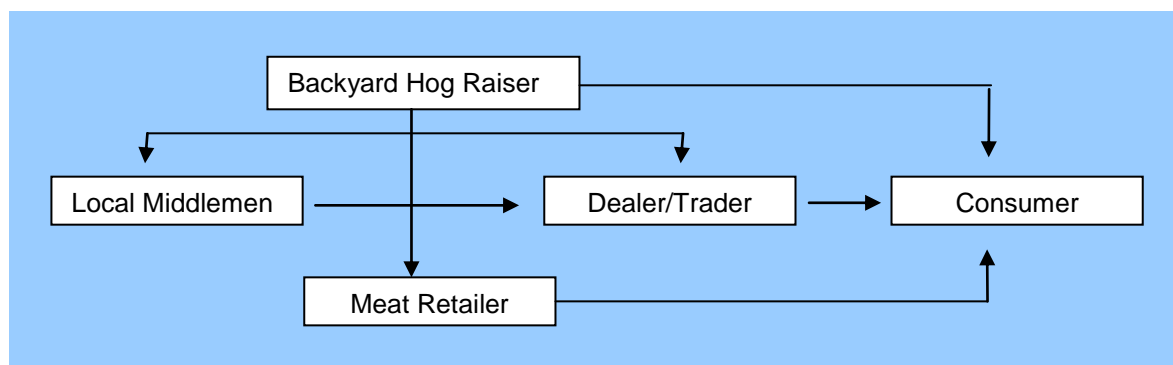 Backyard Hog Raiser
Local Middlemen
Dealer/Trader
Consumer
Meat Retailer